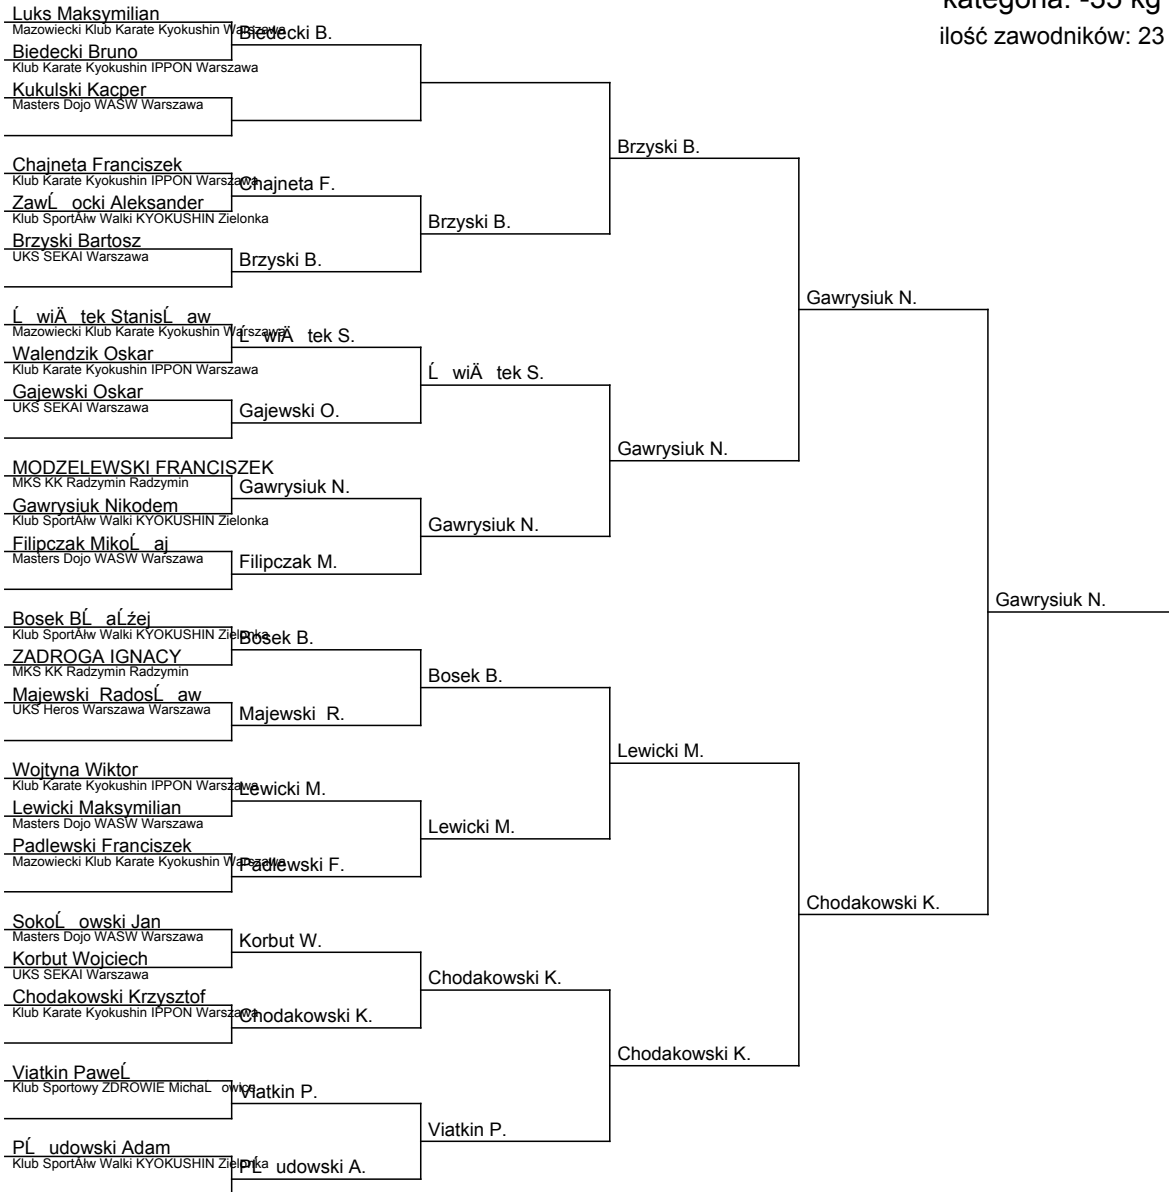 kategoria: -55 kg
ilość zawodników: 23
Luks Maksymilian
Mazowiecki Klub Karate Kyokushin Warszawa
Biedecki B.
Biedecki Bruno
Klub Karate Kyokushin IPPON Warszawa
Kukulski Kacper
Masters Dojo WASW Warszawa
Brzyski B.
Chajneta Franciszek
Klub Karate Kyokushin IPPON Warszawa
Chajneta F.
ZawĹ ocki Aleksander
Klub SportĂłw Walki KYOKUSHIN Zielonka
Brzyski B.
Brzyski Bartosz
UKS SEKAI Warszawa
Brzyski B.
Gawrysiuk N.
Ĺ wiÄ tek StanisĹ aw
Mazowiecki Klub Karate Kyokushin Warszawa
Ĺ wiÄ tek S.
Walendzik Oskar
Klub Karate Kyokushin IPPON Warszawa
Ĺ wiÄ tek S.
Gajewski Oskar
UKS SEKAI Warszawa
Gajewski O.
Gawrysiuk N.
MODZELEWSKI FRANCISZEK
MKS KK Radzymin Radzymin
Gawrysiuk N.
Gawrysiuk Nikodem
Klub SportĂłw Walki KYOKUSHIN Zielonka
Gawrysiuk N.
Filipczak MikoĹ aj
Masters Dojo WASW Warszawa
Filipczak M.
Gawrysiuk N.
Bosek BĹ aĹźej
Klub SportĂłw Walki KYOKUSHIN Zielonka
Bosek B.
ZADROGA IGNACY
MKS KK Radzymin Radzymin
Bosek B.
Majewski RadosĹ aw
UKS Heros Warszawa Warszawa
Majewski R.
Lewicki M.
Wojtyna Wiktor
Klub Karate Kyokushin IPPON Warszawa
Lewicki M.
Lewicki Maksymilian
Masters Dojo WASW Warszawa
Lewicki M.
Padlewski Franciszek
Mazowiecki Klub Karate Kyokushin Warszawa
Padlewski F.
Chodakowski K.
SokoĹ owski Jan
Masters Dojo WASW Warszawa
Korbut W.
Korbut Wojciech
UKS SEKAI Warszawa
Chodakowski K.
Chodakowski Krzysztof
Klub Karate Kyokushin IPPON Warszawa
Chodakowski K.
Chodakowski K.
Viatkin PaweĹ
Klub Sportowy ZDROWIE MichaĹ owice
Viatkin P.
Viatkin P.
PĹ udowski Adam
Klub SportĂłw Walki KYOKUSHIN Zielonka
PĹ udowski A.